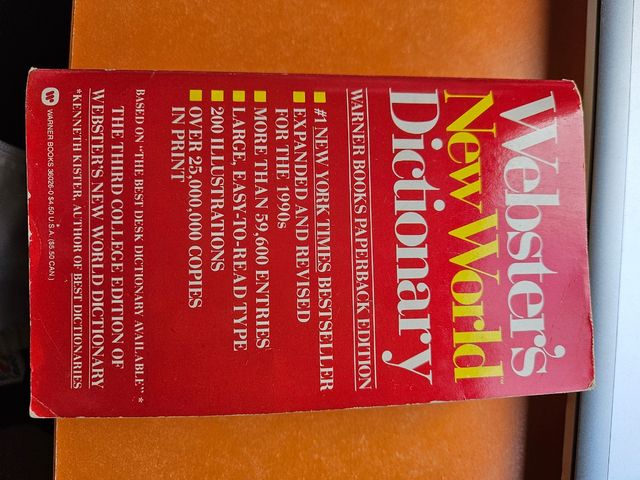 Webster's
New World™
Dictionary
WARNER BOOKS PAPERBACK EDITION
#1 NEW YORK TIMES BESTSELLER
EXPANDED AND REVISED
FOR THE 1990s
MORE THAN 59,600 ENTRIES
LARGE, EASY-TO-READ TYPE
200 ILLUSTRATIONS
OVER 25,000,000 COPIES
IN PRINT
BASED ON "THE BEST DESK DICTIONARY AVAILABLE"*
THE THIRD COLLEGE EDITION OF
WEBSTER'S NEW WORLD DICTIONARY
*KENNETH KISTER, AUTHOR OF BEST DICTIONARIES
WARNER BOOKS 36026-0 $4.50 U.S.A. ($5.50 CAN.)